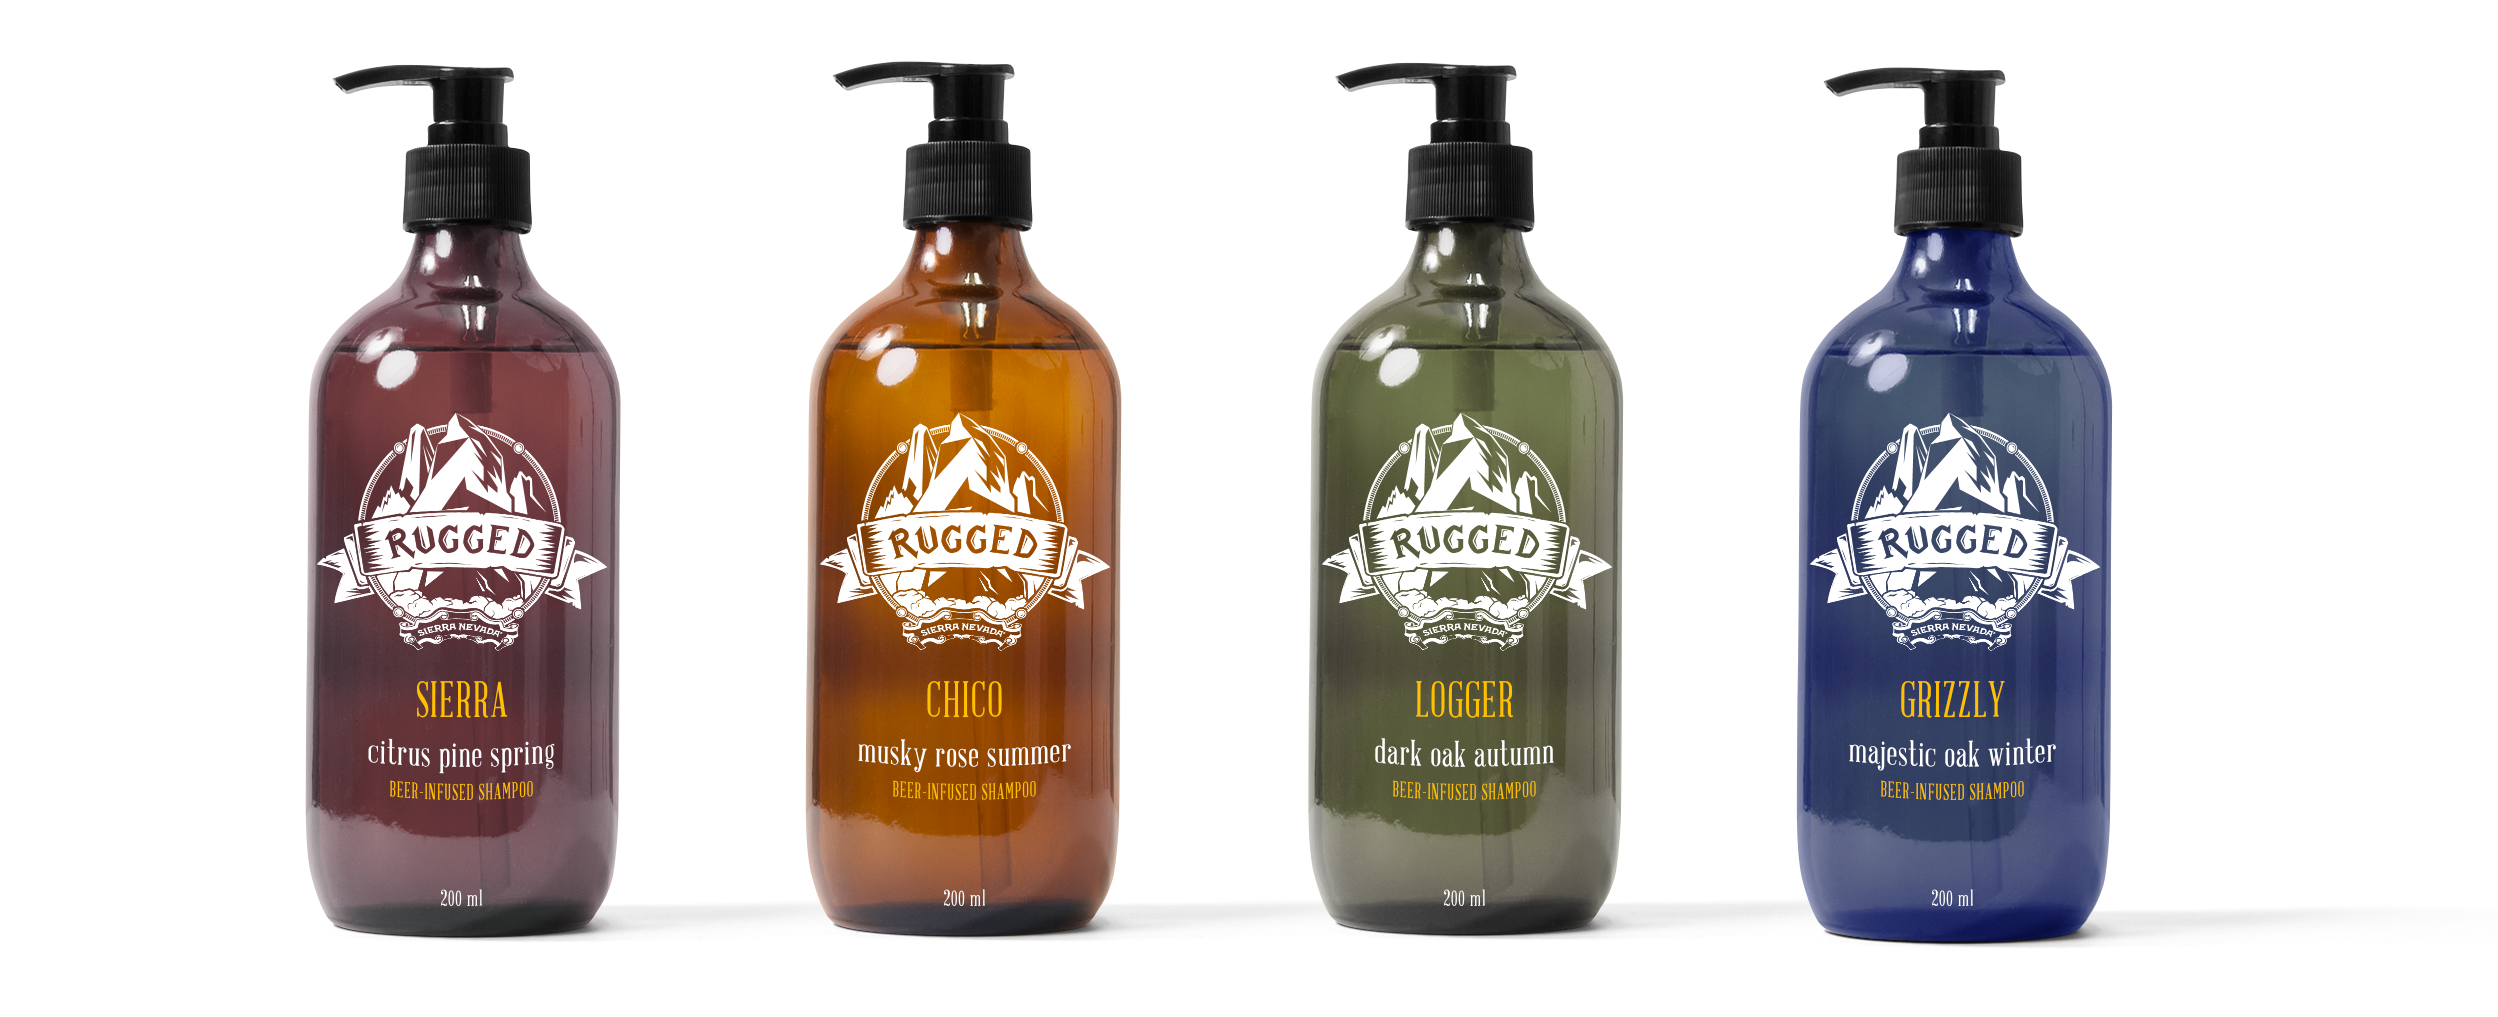 RUGGED
SIERRA NEVADA
SIERRA
citrus pine spring
BEER-INFUSED SHAMPOO
200 ml
RUGGED
SIERRA NEVADA
CHICO
musky rose summer
BEER-INFUSED SHAMPOO
200 ml
RUGGED
SIERRA NEVADA
LOGGER
dark oak autumn
BEER-INFUSED SHAMPOO
200 ml
RUGGED
SIERRA NEVADA
GRIZZLY
majestic oak winter
BEER-INFUSED SHAMPOO
200 ml